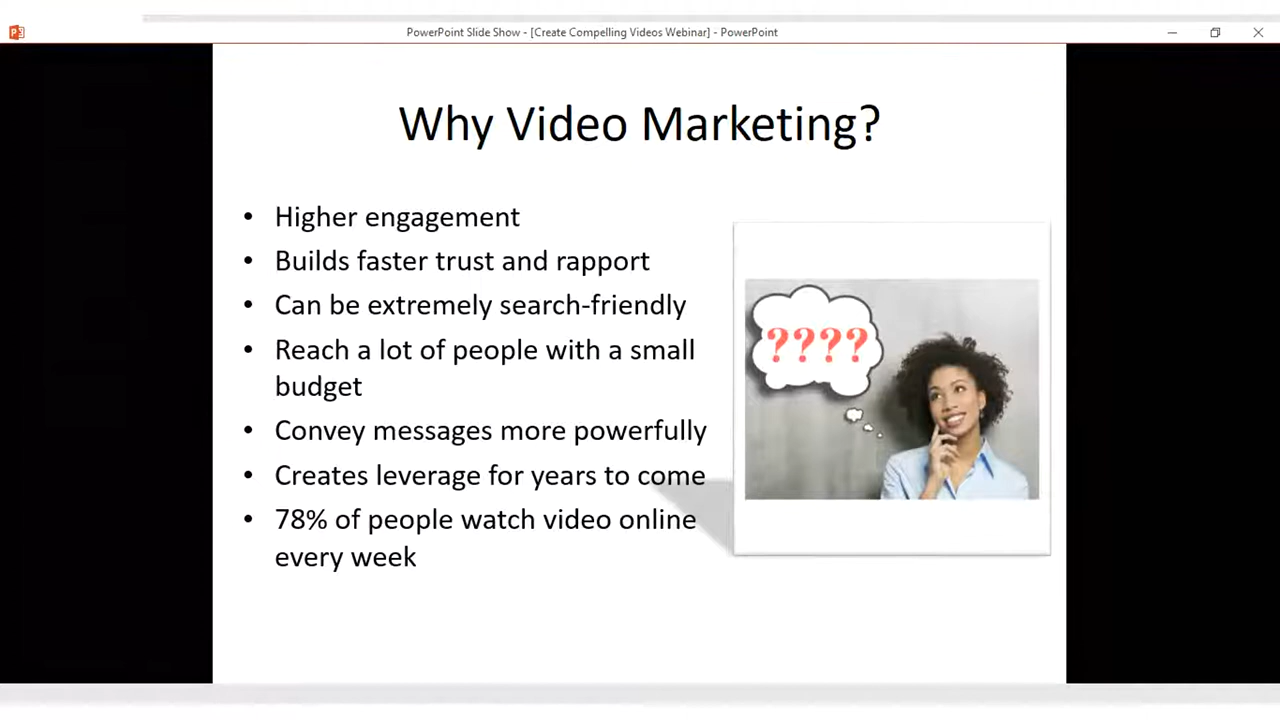 PowerPoint Slide Show - [Create Compelling Videos Webinar] - PowerPoint
Why Video Marketing?
• Higher engagement
• Builds faster trust and rapport
• Can be extremely search-friendly
• Reach a lot of people with a small
budget
• Convey messages more powerfully
• Creates leverage for years to come
• 78% of people watch video online
every week
????